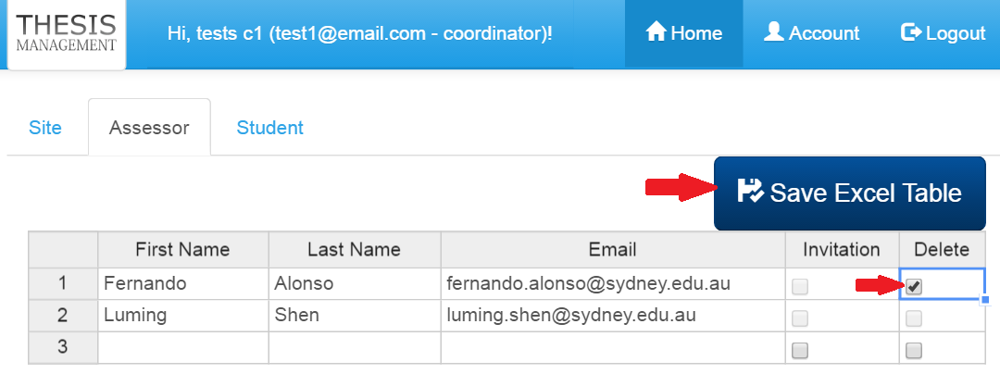 THESIS
MANAGEMENT
Hi, tests c1 (test1@email.com - coordinator)!
Home
Account
Logout
Site
Assessor
Student
Save Excel Table
First Name Last Name Email Invitation Delete
1 Fernando Alonso fernando.alonso@sydney.edu.au
2 Luming Shen luming.shen@sydney.edu.au
3